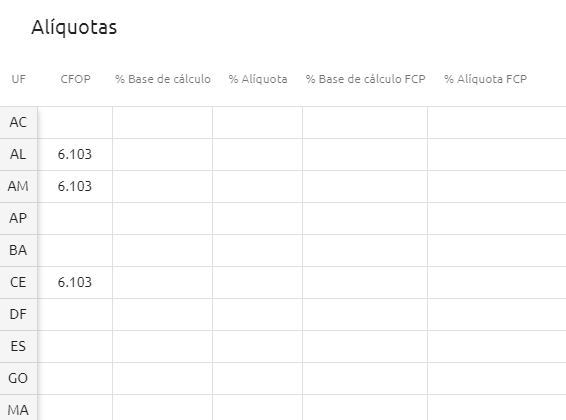 Alíquotas
UF CFOP % Base de cálculo % Alíquota % Base de cálculo FCP % Alíquota FCP
AC
AL 6.103
AM 6.103
AP
BA
CE 6.103
DF
ES
GO
MA